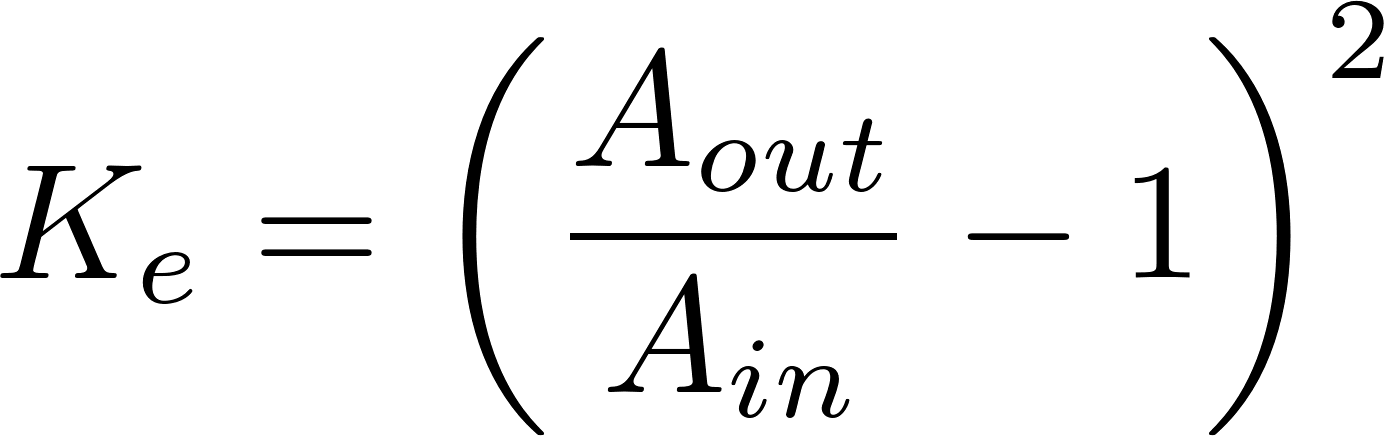 K_e = \left( \frac{A_{out}}{A_{in}} - 1 \right)^2